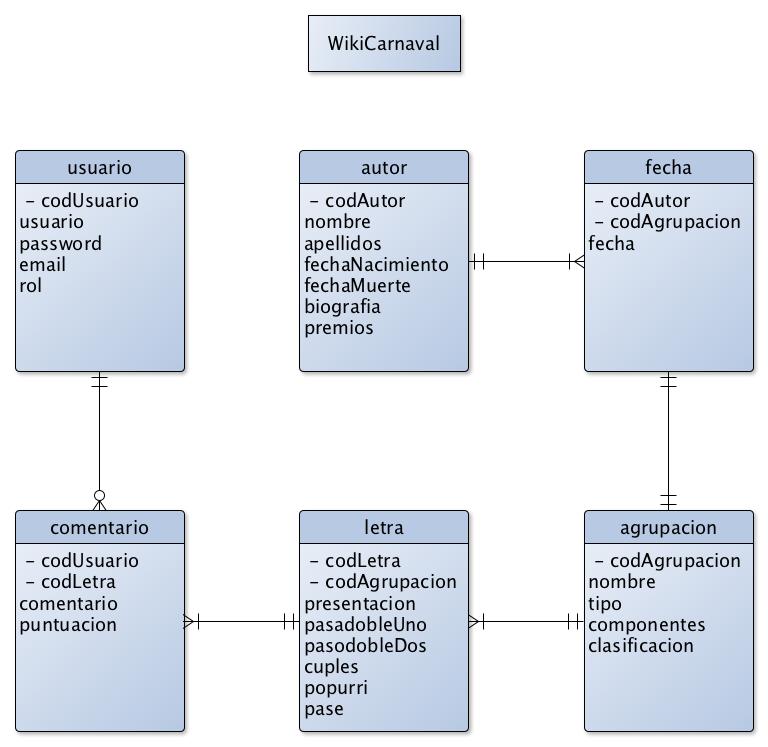 WikiCarnaval
usuario
– codUsuario
usuario
password
email
rol
autor
– codAutor
nombre
apellidos
fechaNacimiento
fechaMuerte
biografia
premios
fecha
– codAutor
– codAgrupacion
fecha
comentario
– codUsuario
– codLetra
comentario
puntuacion
letra
– codLetra
– codAgrupacion
presentacion
pasadobleUno
pasodobleDos
cuples
popurri
pase
agrupacion
– codAgrupacion
nombre
tipo
componentes
clasificacion